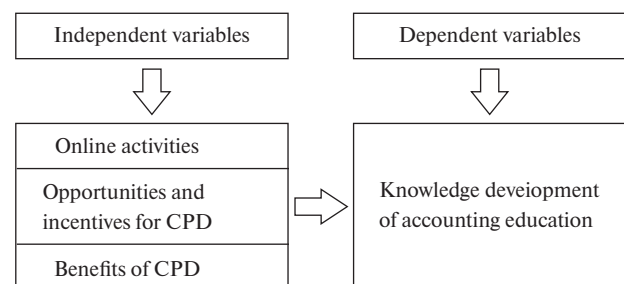 Independent variables
Dependent variables
Online activities
Opportunities and
incentives for CPD
Benefits of CPD
Knowledge deveiopment
of accounting education